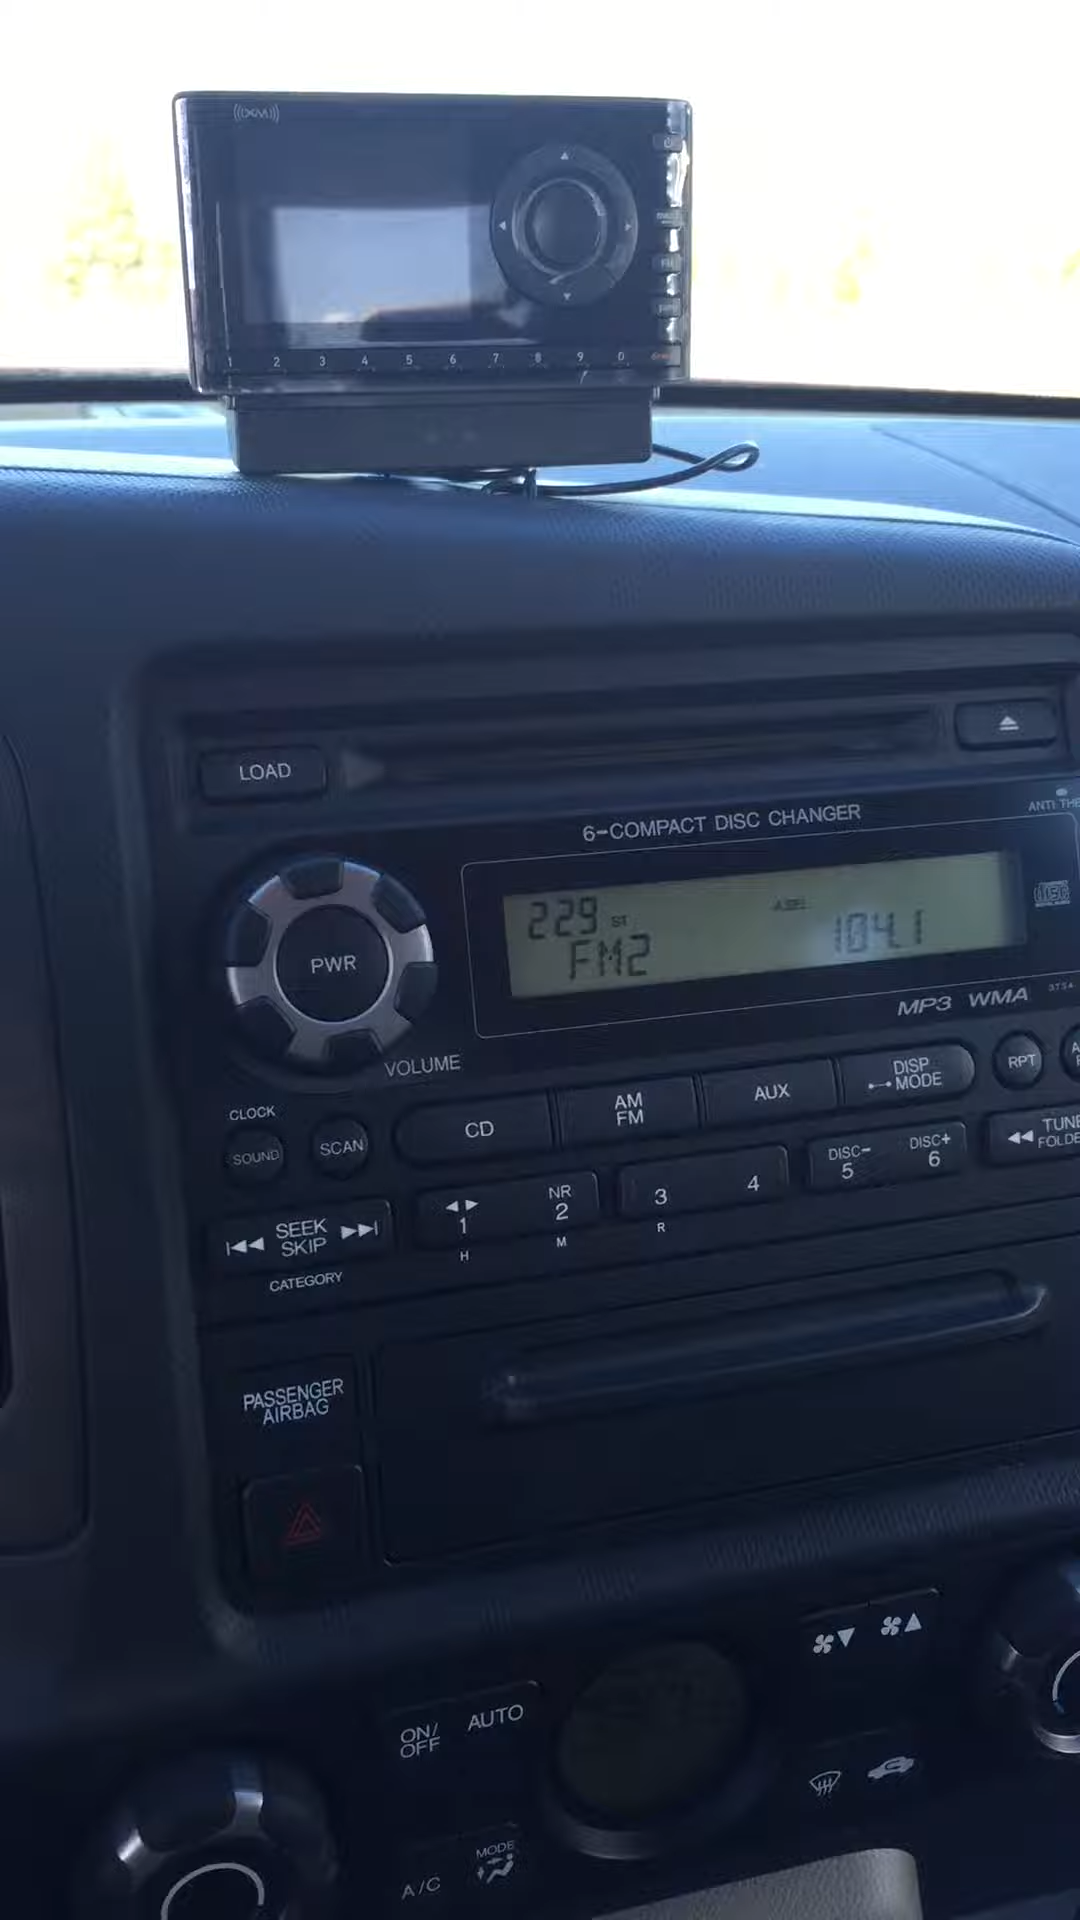 ((XM))
1 2 3 4 5 6 7 8 9 0
LOAD
6-COMPACT DISC CHANGER
229 ST
FM2
A.SEL
104.1
PWR
VOLUME
MP3 WMA
CLOCK
SOUND
SCAN
CD
AM
FM
AUX
DISP
MODE
RPT
DISC-
5
DISC+
6
SEEK
SKIP
CATEGORY
1
H
NR
2
M
3
R
4
PASSENGER
AIRBAG
ON/
OFF
AUTO
A/C
MODE